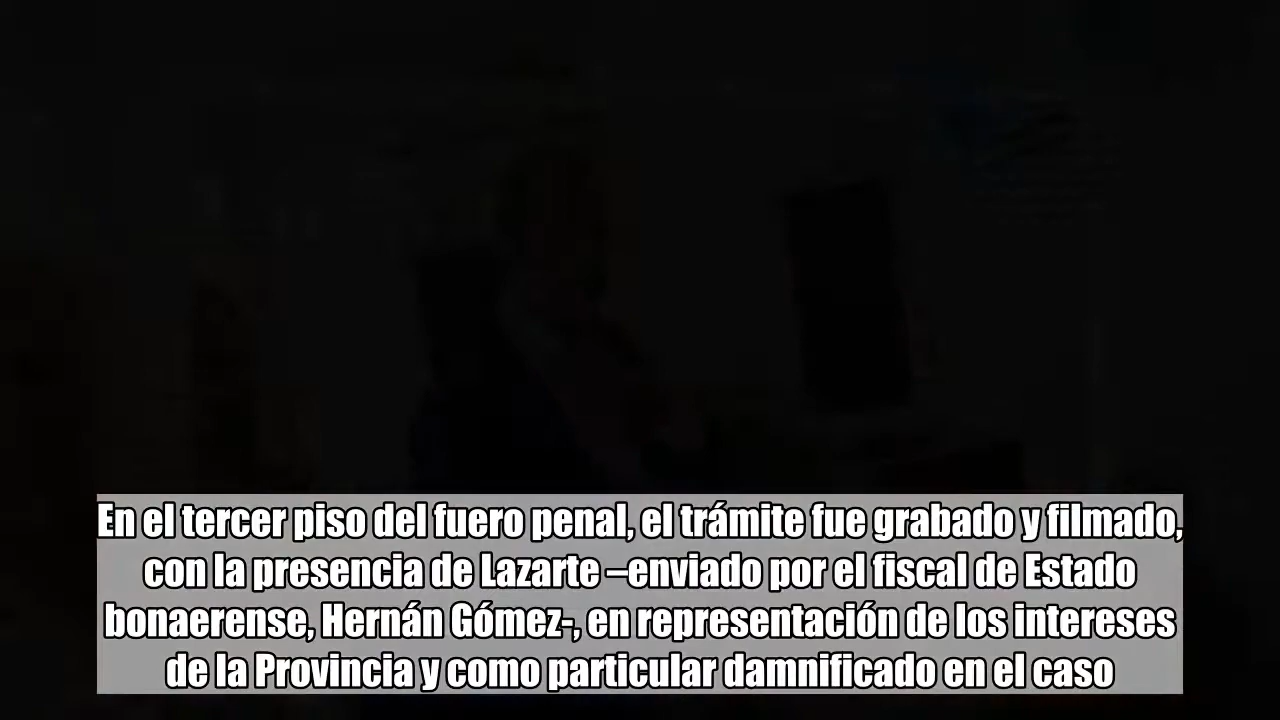 En el tercer piso del fuero penal, el trámite fue grabado y filmado,
con la presencia de Lazarte –enviado por el fiscal de Estado
bonaerense, Hernán Gómez-, en representación de los intereses
de la Provincia y como particular damnificado en el caso